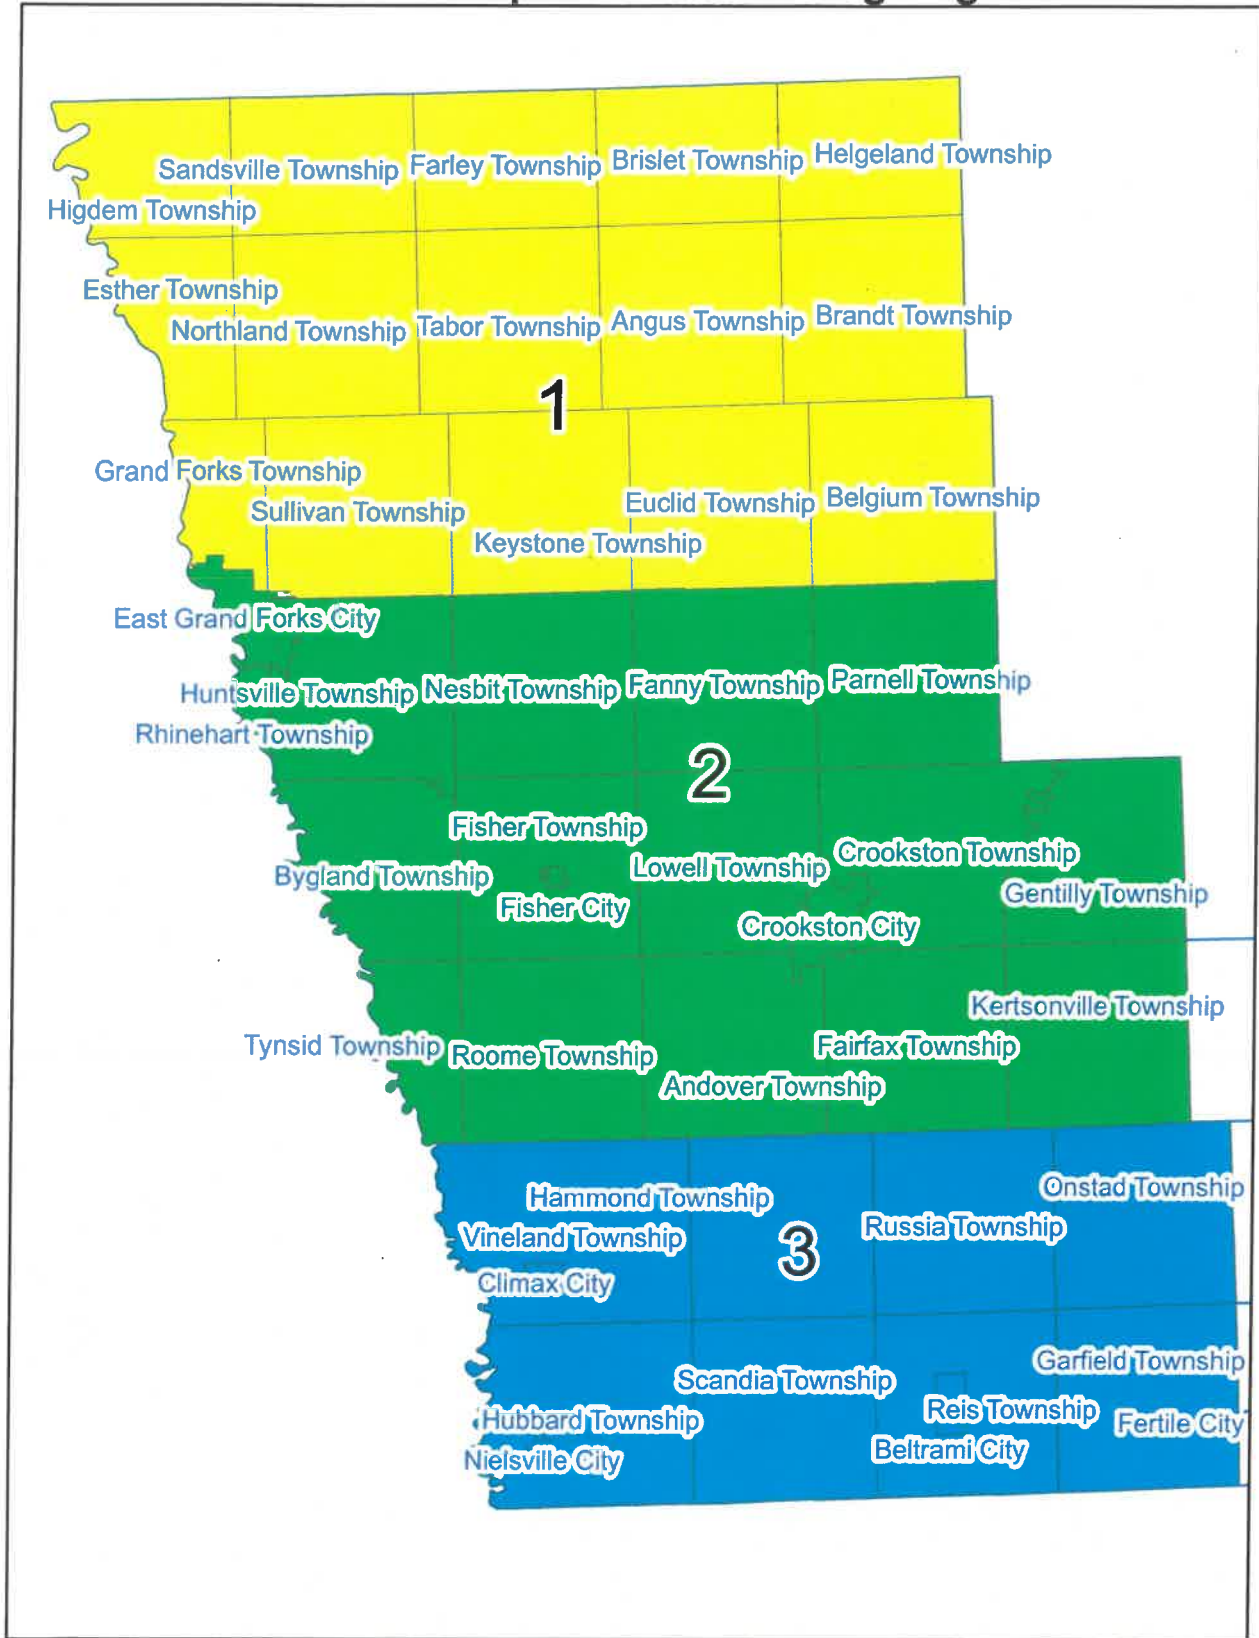 Sandsville Township
Farley Township
Brislet Township
Helgeland Township
Higdem Township
Esther Township
Northland Township
Tabor Township
Angus Township
Brandt Township
1
Grand Forks Township
Sullivan Township
Keystone Township
Euclid Township
Belgium Township
East Grand Forks City
Huntsville Township
Nesbit Township
Fanny Township
Parnell Township
Rhinehart Township
2
Fisher Township
Bygland Township
Fisher City
Lowell Township
Crookston Township
Crookston City
Gentilly Township
Kertsonville Township
Tynsid Township
Roome Township
Fairfax Township
Andover Township
Hammond Township
Vineland Township
Climax City
3
Russia Township
Onstad Township
Scandia Township
Garfield Township
Hubbard Township
Reis Township
Fertile City
Nielsville City
Beltrami City